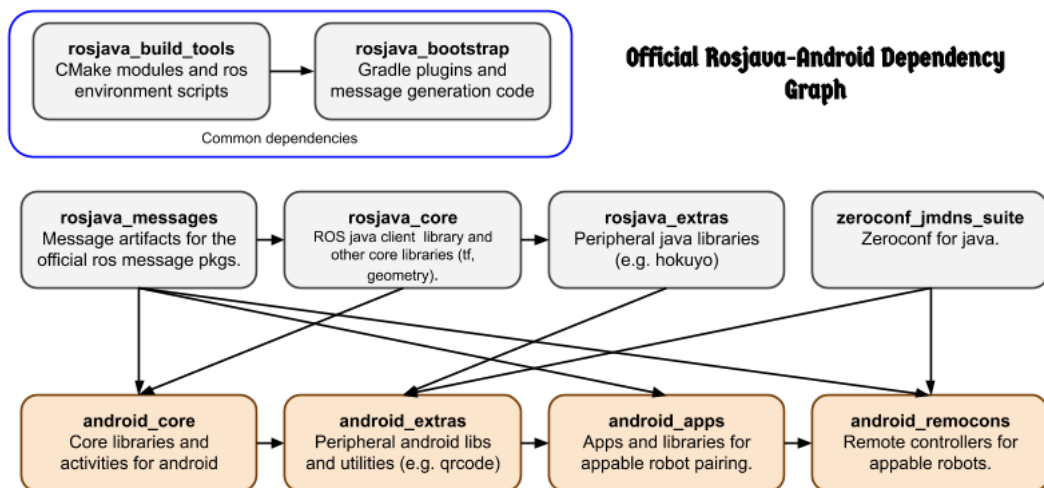 rosjava_build_tools
CMake modules and ros
environment scripts
rosjava_bootstrap
Gradle plugins and
message generation code
Common dependencies
Official Rosjava-Android Dependency
Graph
rosjava_messages
Message artifacts for the
official ros message pkgs.
rosjava_core
ROS java client library and
other core libraries (tf,
geometry).
rosjava_extras
Peripheral java libraries
(e.g. hokuyo)
zeroconf_jmdns_suite
Zeroconf for java.
android_core
Core libraries and
activities for android
android_extras
Peripheral android libs
and utilities (e.g. qrcode)
android_apps
Apps and libraries for
appable robot pairing.
android_remocons
Remote controllers for
appable robots.